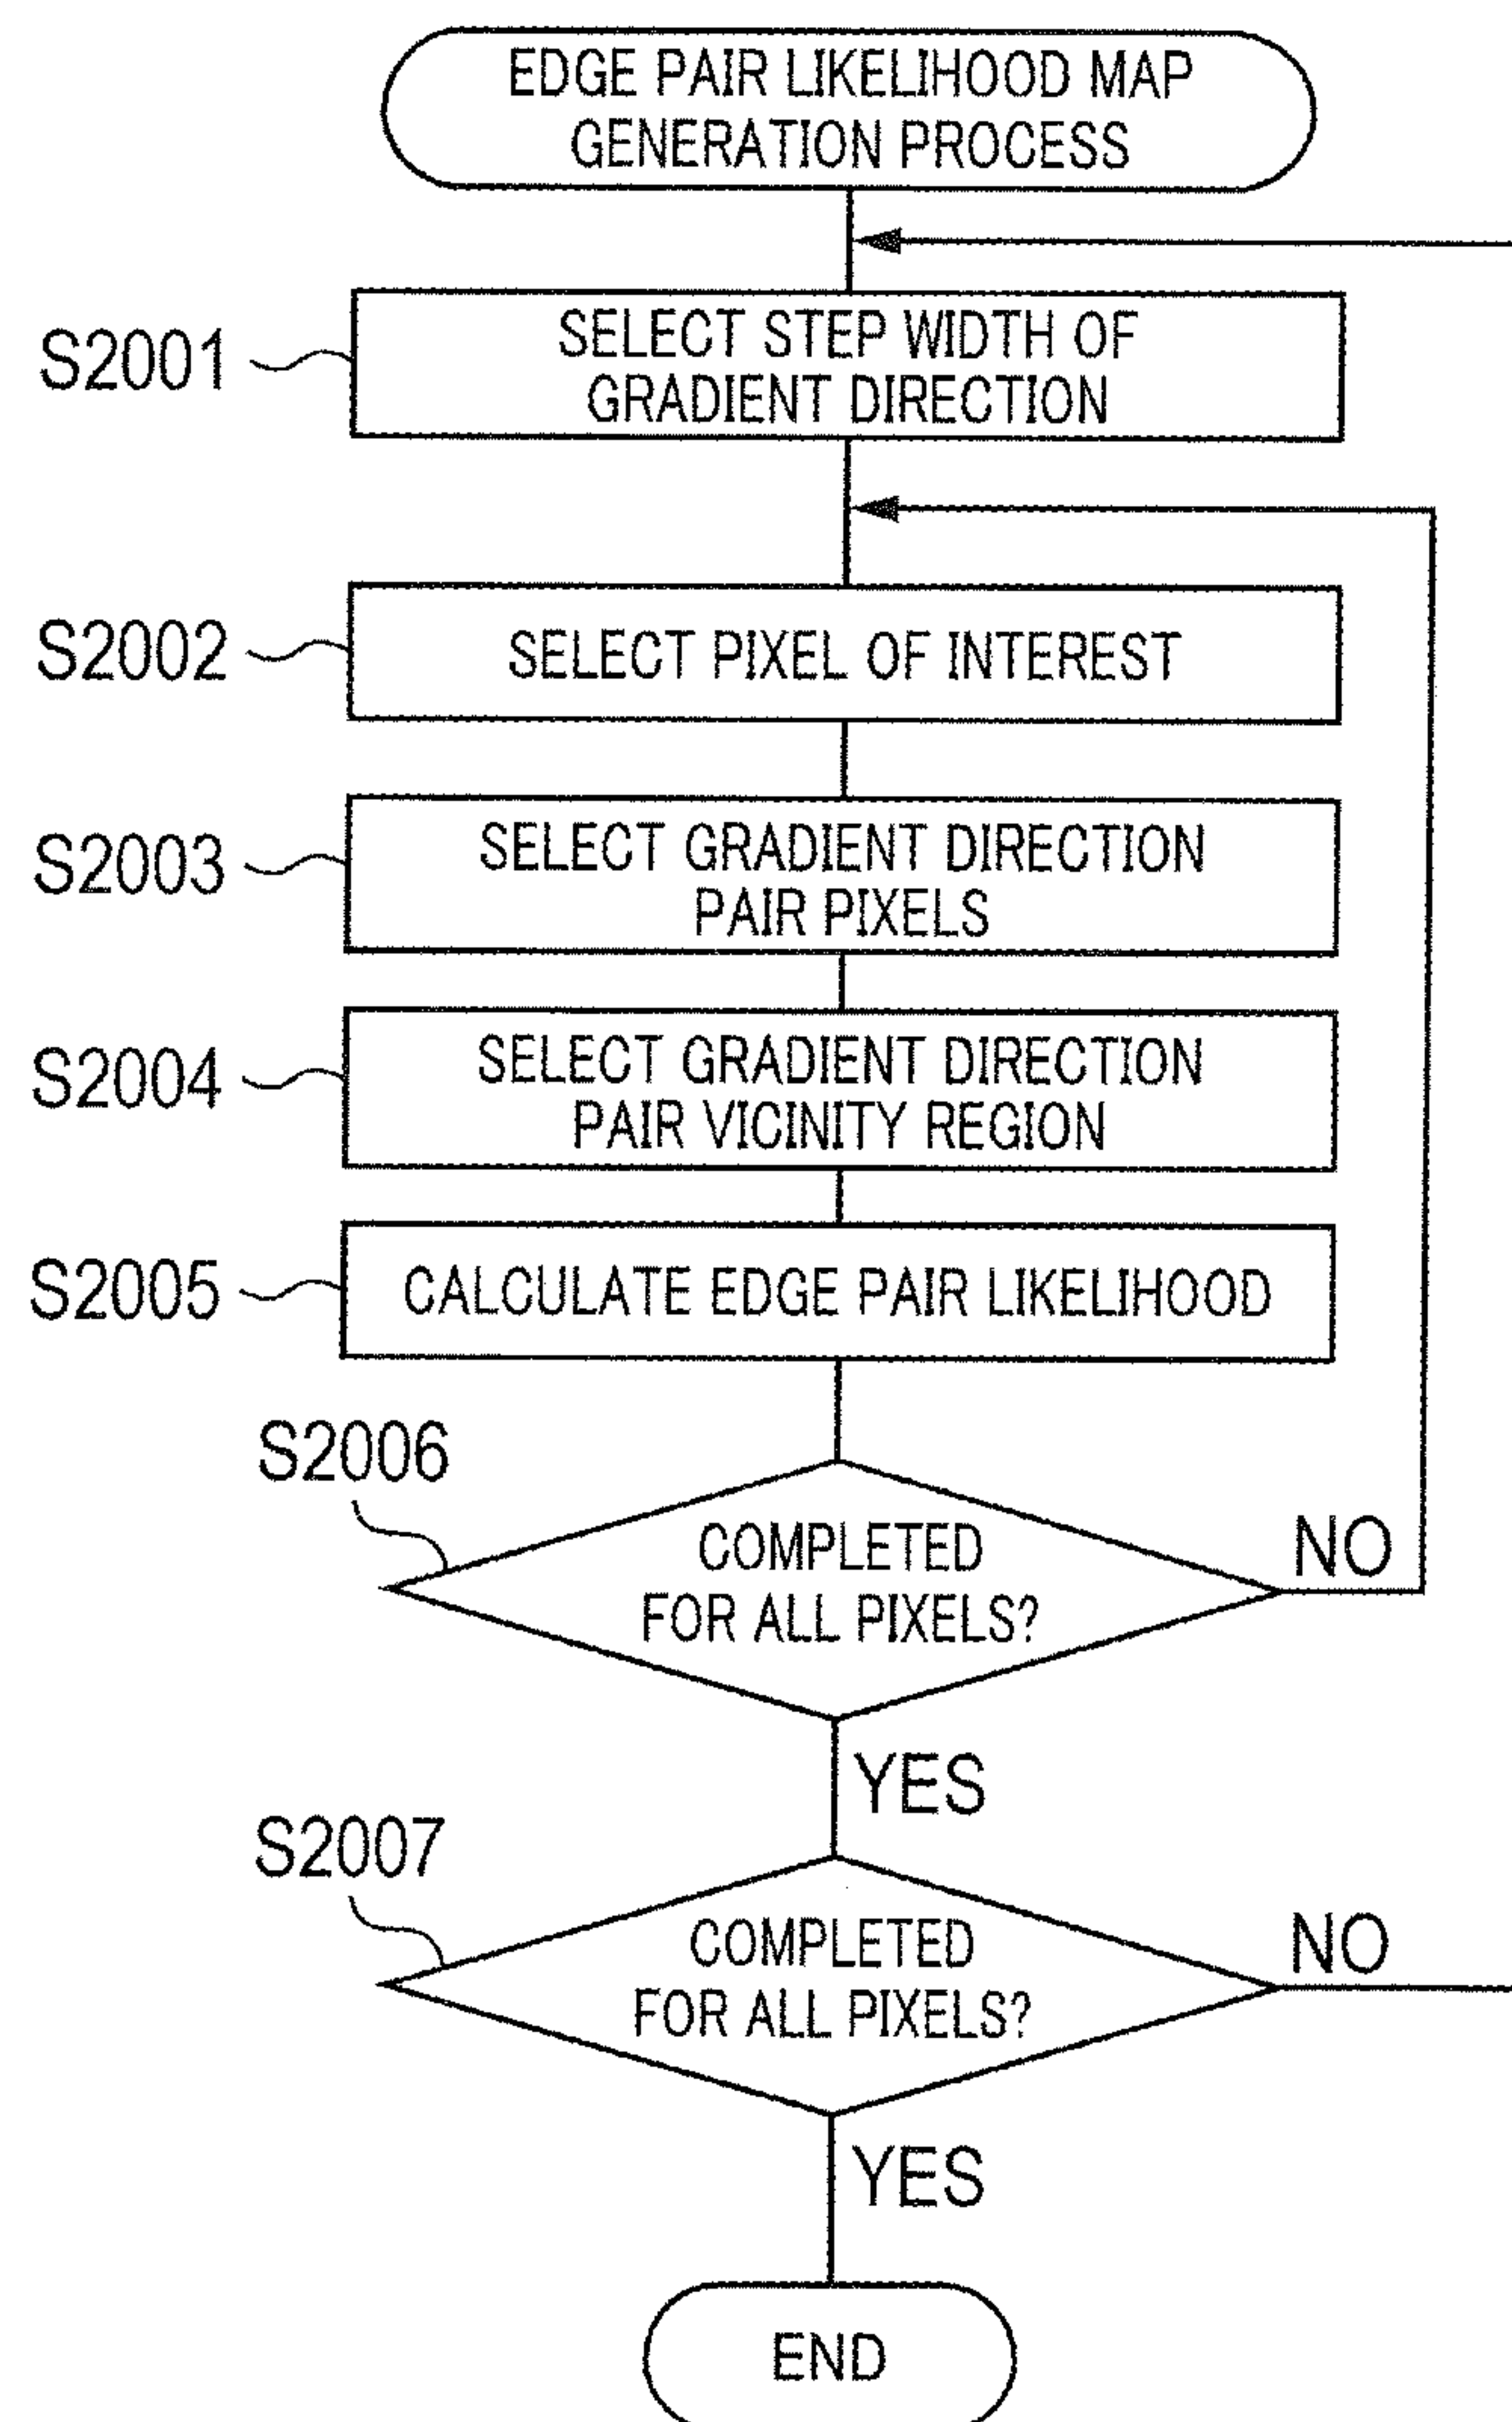 EDGE PAIR LIKELIHOOD MAP
GENERATION PROCESS
S2001
SELECT STEP WIDTH OF
GRADIENT DIRECTION
S2002
SELECT PIXEL OF INTEREST
S2003
SELECT GRADIENT DIRECTION
PAIR PIXELS
S2004
SELECT GRADIENT DIRECTION
PAIR VICINITY REGION
S2005
CALCULATE EDGE PAIR LIKELIHOOD
S2006
COMPLETED
FOR ALL PIXELS?
NO
YES
S2007
COMPLETED
FOR ALL PIXELS?
NO
YES
END